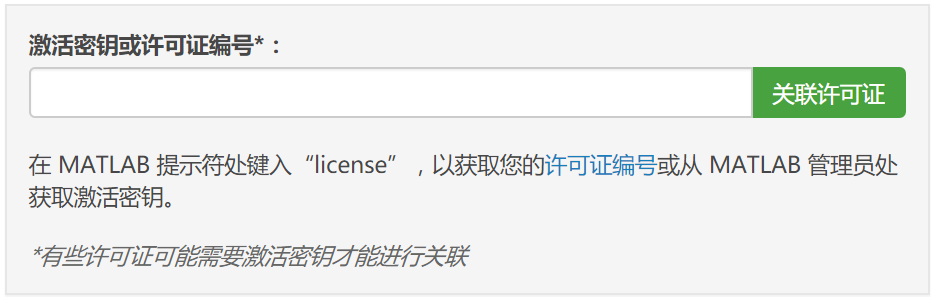 激活密钥或许可证编号*：
关联许可证
在 MATLAB 提示符处键入“license”，以获取您的许可证编号或从 MATLAB 管理员处
获取激活密钥。
*有些许可证可能需要激活密钥才能进行关联